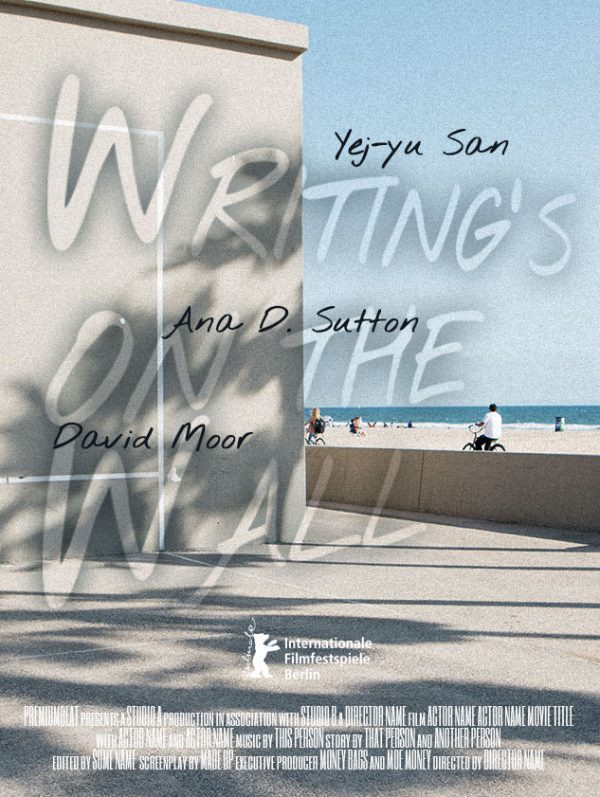 WRITING'S
Yej-yu San
ON THE
Ana D. Sutton
WALL
David Moor
Berlinale
Internationale
Filmfestspiele
Berlin
PREMIUMBEAT PRESENTS A STUDIO A PRODUCTION IN ASSOCIATION WITH STUDIO B A DIRECTOR NAME FILM ACTOR NAME ACTOR NAME MOVIE TITLE
WITH ACTOR NAME AND ACTOR NAME MUSIC BY THIS PERSON STORY BY THAT PERSON AND ANOTHER PERSON
EDITED BY SOME NAME SCREENPLAY BY MADE UP EXECUTIVE PRODUCER MONEY BAGS AND MOE MONEY DIRECTED BY DIRECTOR NAME